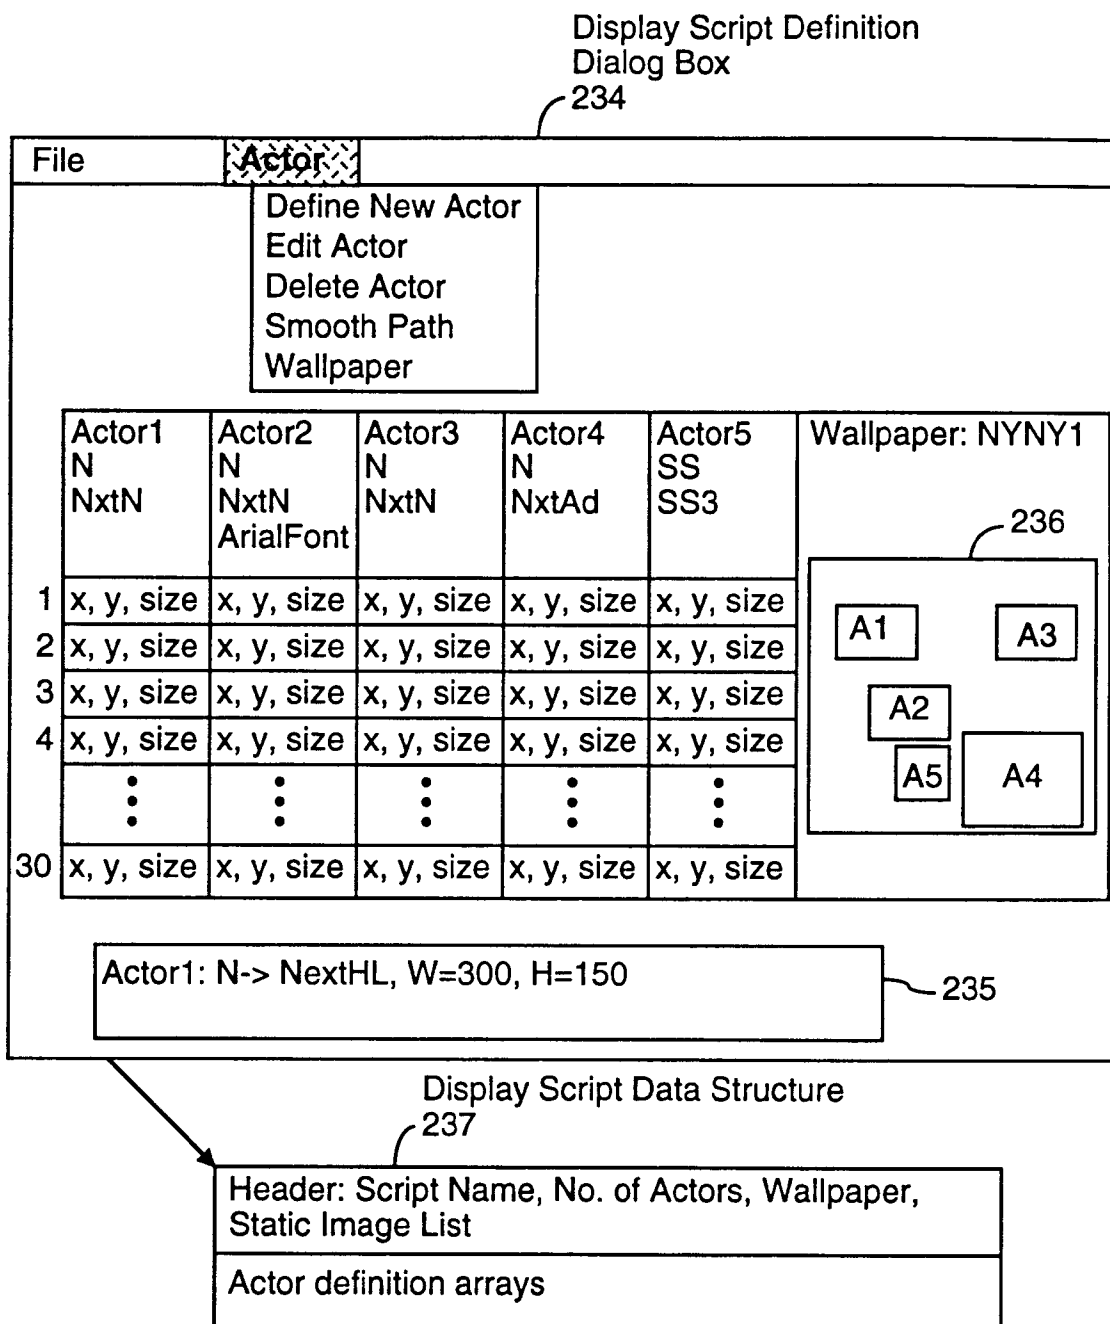 Display Script Definition
Dialog Box
234
File Actor
Define New Actor
Edit Actor
Delete Actor
Smooth Path
Wallpaper
Actor1 Actor2 Actor3 Actor4 Actor5 Wallpaper: NYNY1
N N N N SS
NxtN NxtN NxtN NxtAd SS3
ArialFont
236
1 x, y, size x, y, size x, y, size x, y, size x, y, size
2 x, y, size x, y, size x, y, size x, y, size x, y, size
3 x, y, size x, y, size x, y, size x, y, size x, y, size
4 x, y, size x, y, size x, y, size x, y, size x, y, size
30 x, y, size x, y, size x, y, size x, y, size x, y, size
A1 A3
A2
A5 A4
Actor1: N-> NextHL, W=300, H=150
235
Display Script Data Structure
237
Header: Script Name, No. of Actors, Wallpaper,
Static Image List
Actor definition arrays